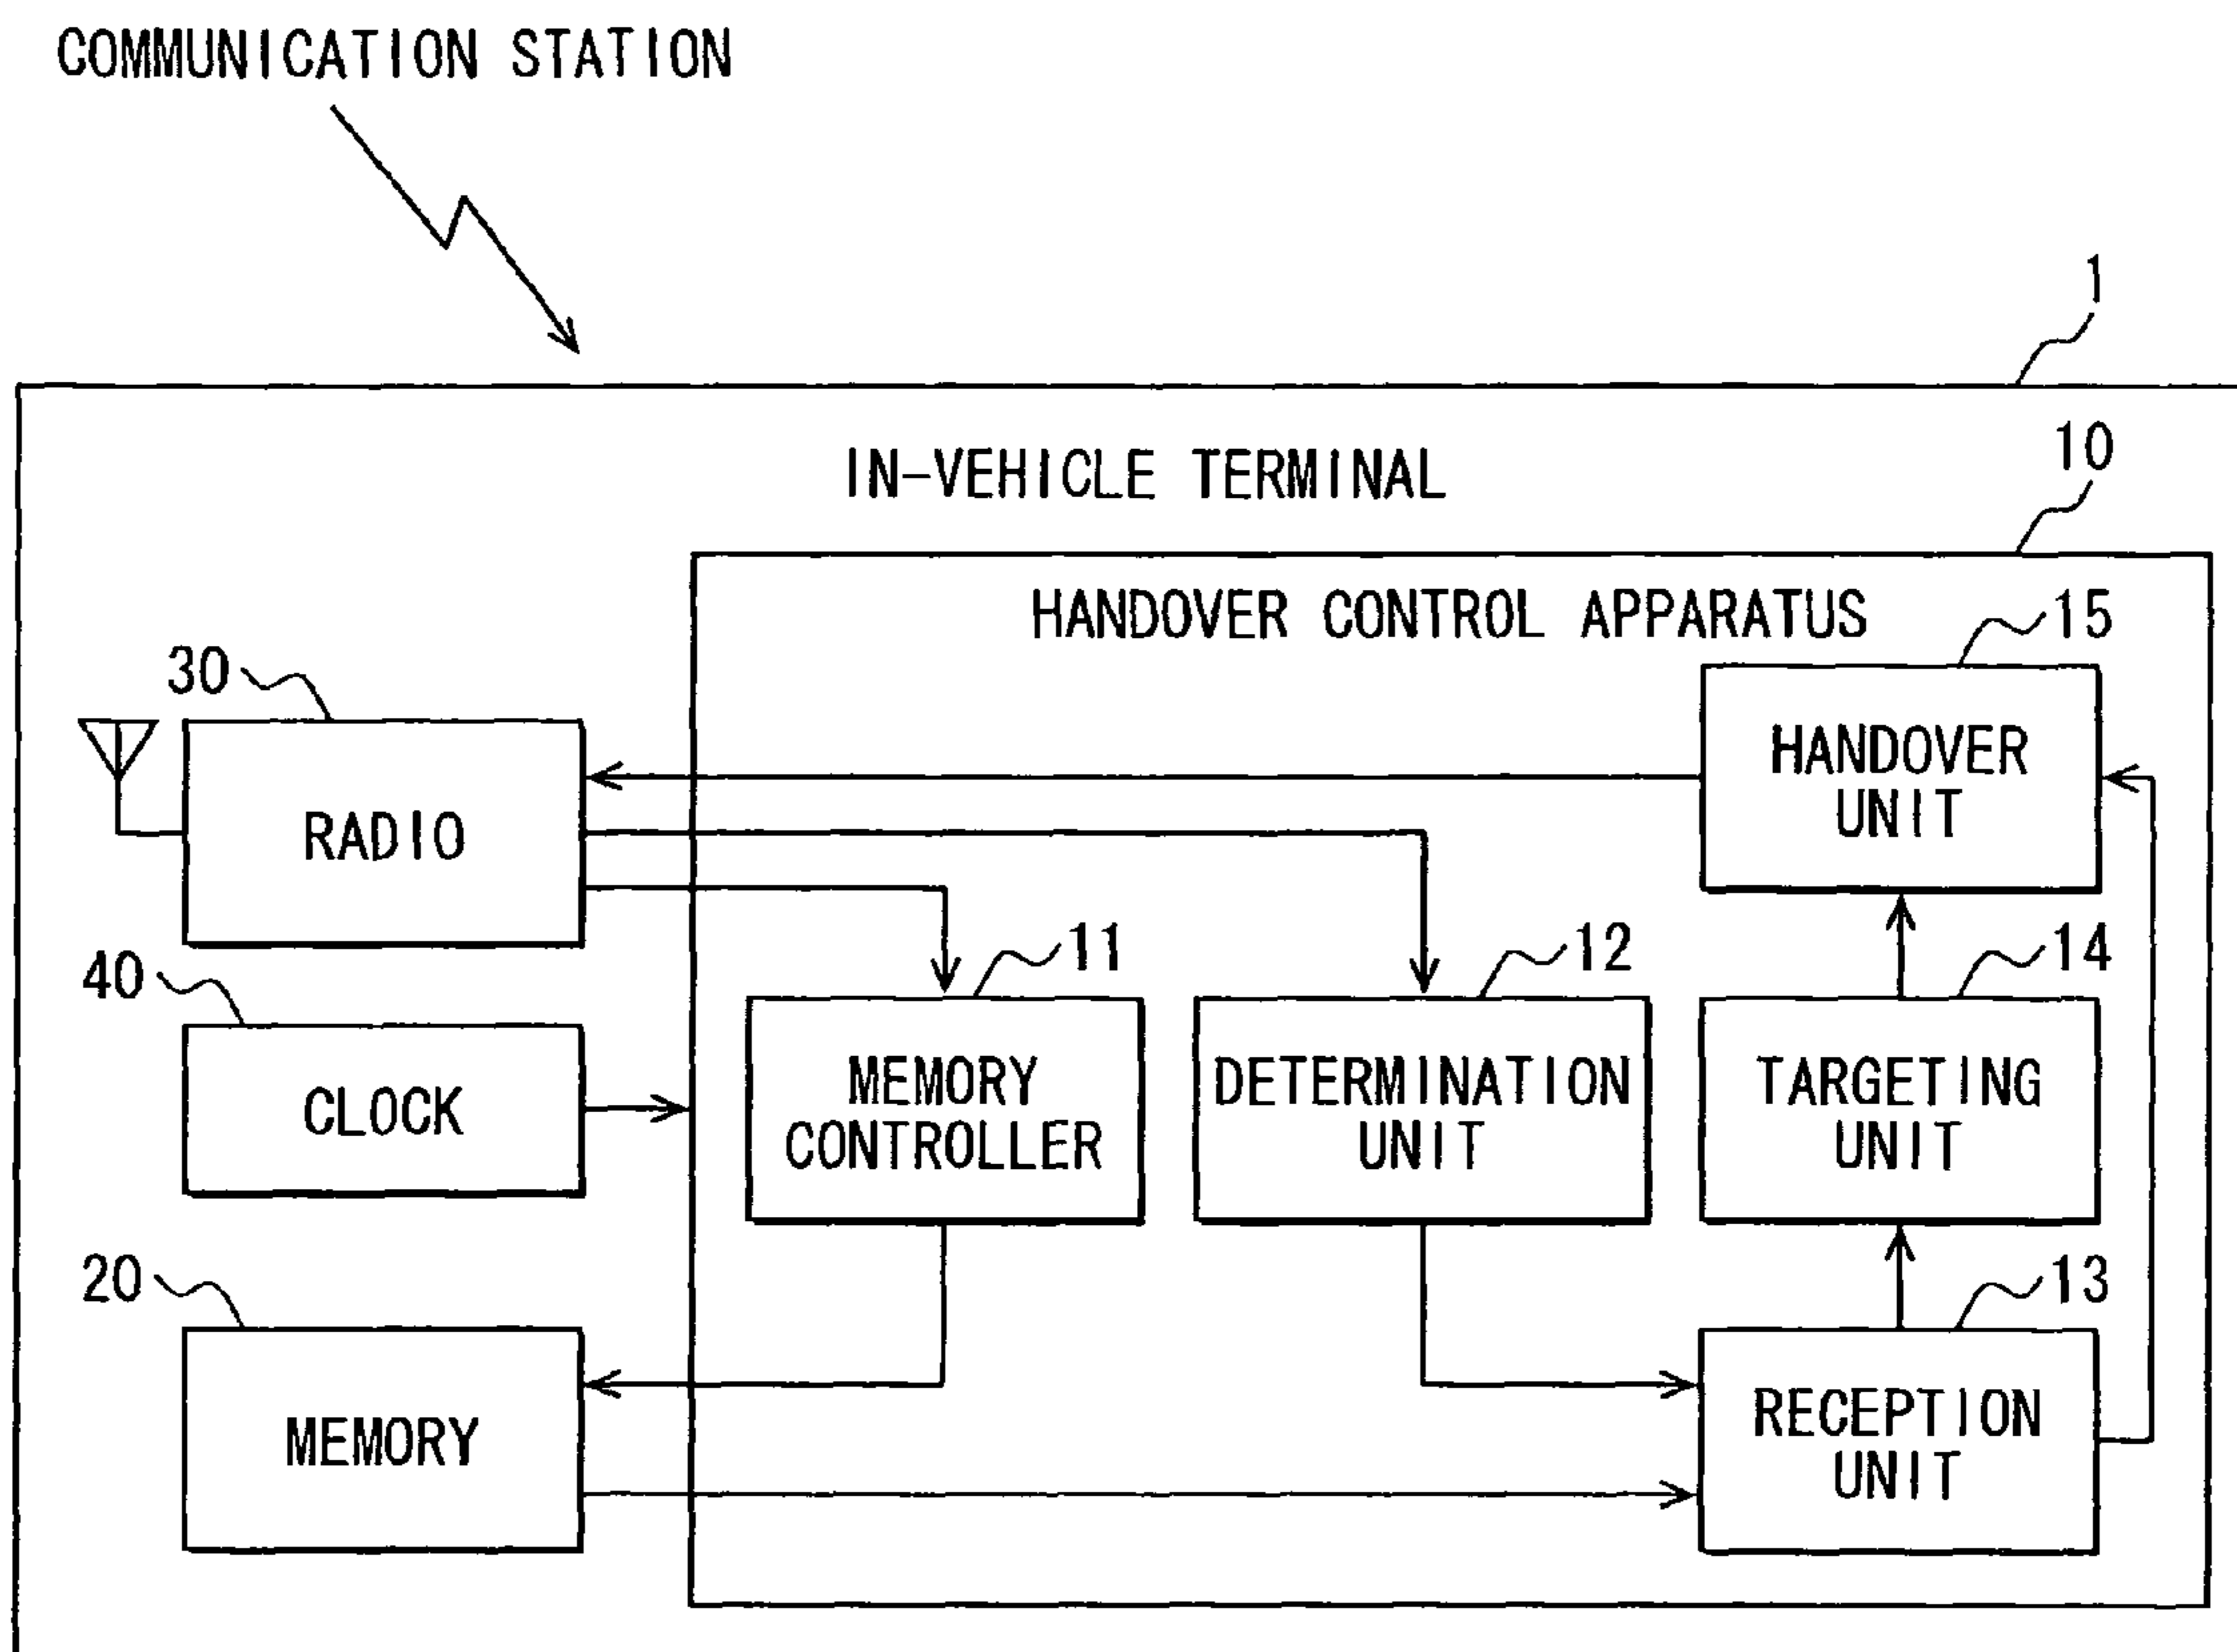 COMMUNICATION STATION
1
IN-VEHICLE TERMINAL
10
HANDOVER CONTROL APPARATUS
15
30
HANDOVER
UNIT
RADIO
11
12
14
40
MEMORY
CONTROLLER
DETERMINATION
UNIT
TARGETING
UNIT
CLOCK
20
13
MEMORY
RECEPTION
UNIT